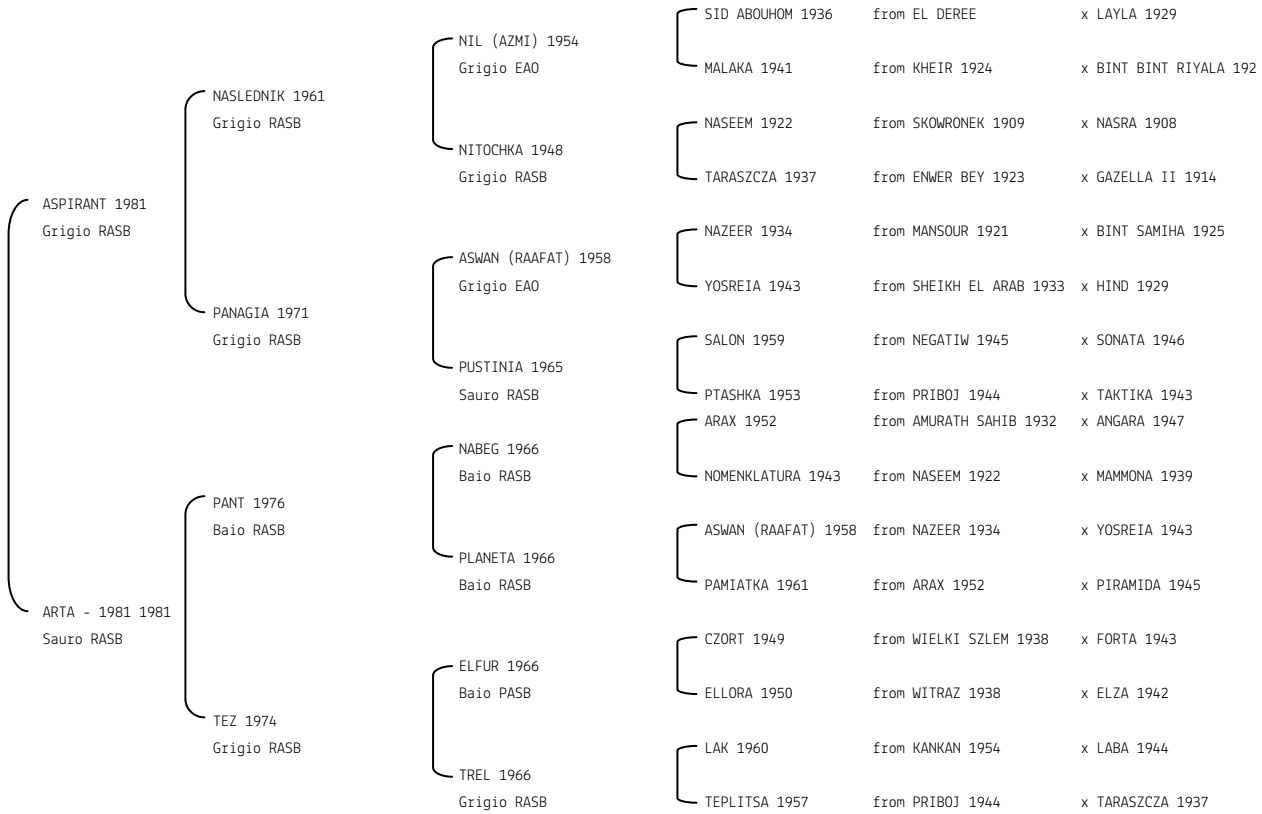 SID ABOUHOM 1936 from EL DEREE x LAYLA 1929
NIL (AZMI) 1954
Grigio EAO
MALAKA 1941 from KHEIR 1924 x BINT BINT RIYALA 192
NASLEDNIK 1961
Grigio RASB
NASEEM 1922 from SKOWRONEK 1909 x NASRA 1908
NITOCHKA 1948
Grigio RASB
TARASZCZA 1937 from ENWER BEY 1923 x GAZELLA II 1914
ASPIRANT 1981
Grigio RASB
NAZEER 1934 from MANSOUR 1921 x BINT SAMIHA 1925
ASWAN (RAAFAT) 1958
Grigio EAO
YOSREIA 1943 from SHEIKH EL ARAB 1933 x HIND 1929
PANAGIA 1971
Grigio RASB
SALON 1959 from NEGATIW 1945 x SONATA 1946
PUSTINIA 1965
Sauro RASB
PTASHKA 1953 from PRIBOJ 1944 x TAKTIKA 1943
ARAX 1952 from AMURATH SAHIB 1932 x ANGARA 1947
NABEG 1966
Baio RASB
NOMENKLATURA 1943 from NASEEM 1922 x MAMMONA 1939
PANT 1976
Baio RASB
ASWAN (RAAFAT) 1958 from NAZEER 1934 x YOSREIA 1943
PLANETA 1966
Baio RASB
PAMIATKA 1961 from ARAX 1952 x PIRAMIDA 1945
ARTA - 1981 1981
Sauro RASB
CZORT 1949 from WIELKI SZLEM 1938 x FORTA 1943
ELFUR 1966
Baio PASB
ELLORA 1950 from WITRAZ 1938 x ELZA 1942
TEZ 1974
Grigio RASB
LAK 1960 from KANKAN 1954 x LABA 1944
TREL 1966
Grigio RASB
TEPLITSA 1957 from PRIBOJ 1944 x TARASZCZA 1937